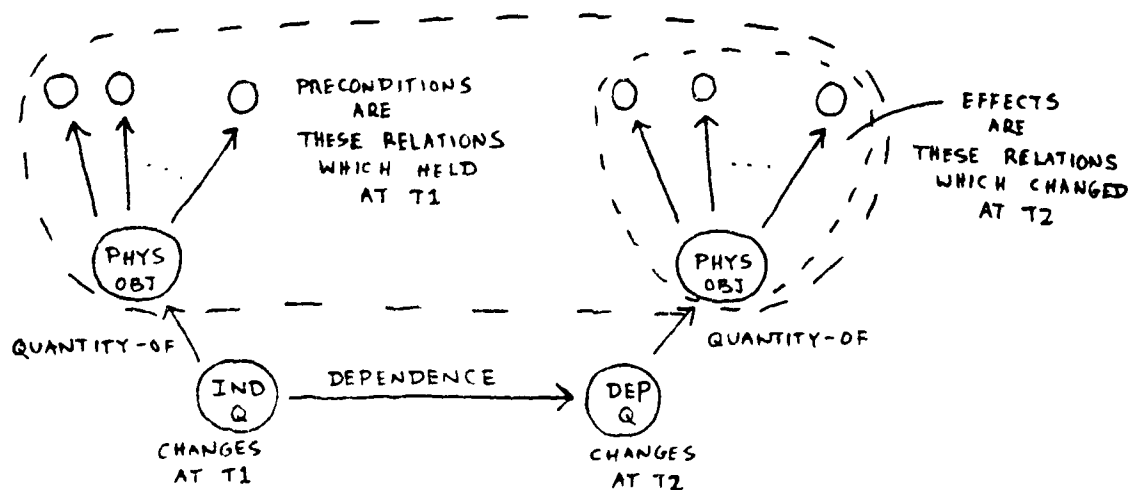 PRECONDITIONS
ARE
THESE RELATIONS
WHICH HELD
AT T1
EFFECTS
ARE
THESE RELATIONS
WHICH CHANGED
AT T2
PHYS
OBJ
PHYS
OBJ
QUANTITY-OF
QUANTITY-OF
IND
Q
DEPENDENCE
DEP
Q
CHANGES
AT T1
CHANGES
AT T2